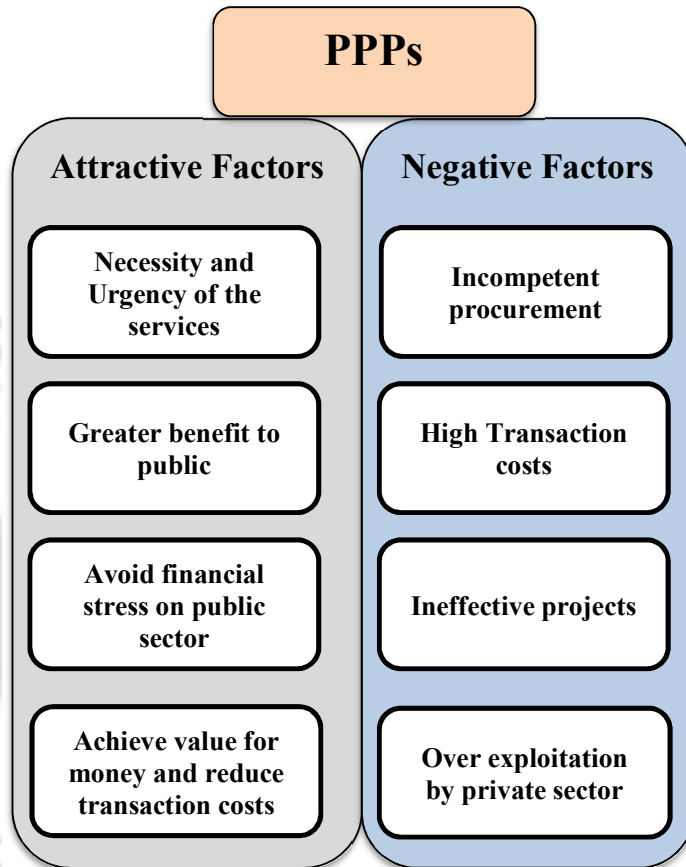 PPPs
Attractive Factors
Necessity and
Urgency of the
services
Greater benefit to
public
Avoid financial
stress on public
sector
Achieve value for
money and reduce
transaction costs
Negative Factors
Incompetent
procurement
High Transaction
costs
Ineffective projects
Over exploitation
by private sector